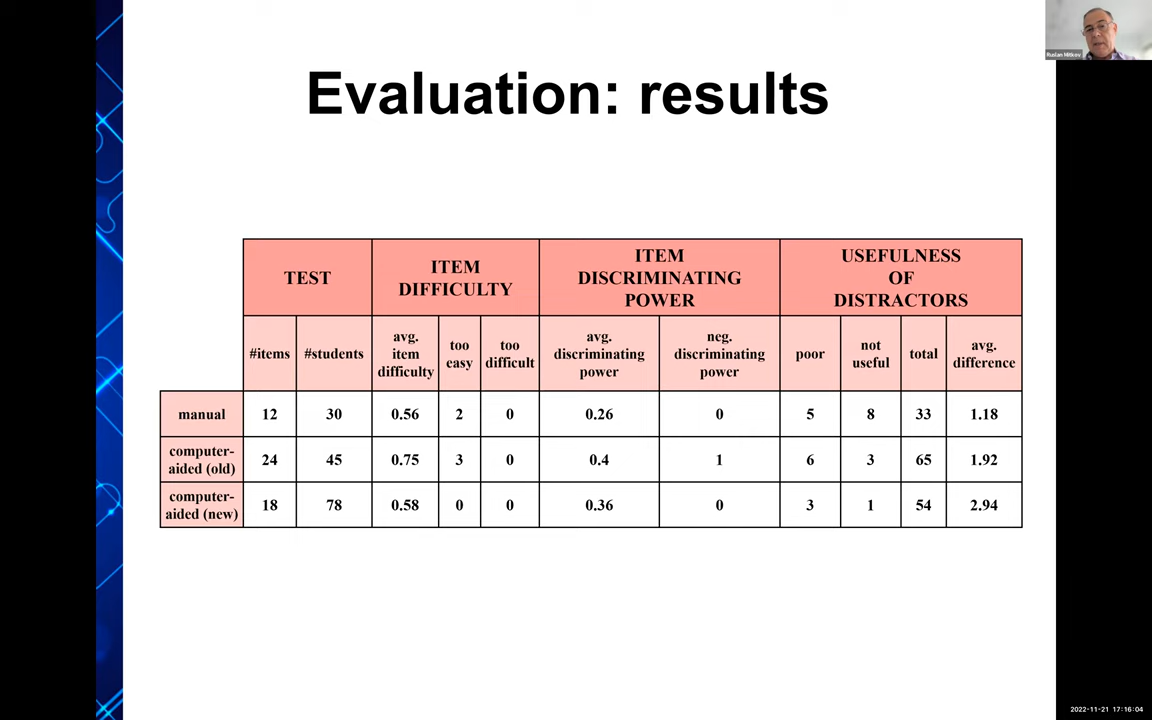 Ruslan Mitkov
Evaluation: results
TEST
ITEM
DIFFICULTY
ITEM
DISCRIMINATING
POWER
USEFULNESS
OF
DISTRACTORS
#items
#students
avg.
item
difficulty
too
easy
too
difficult
avg.
discriminating
power
neg.
discriminating
power
poor
not
useful
total
avg.
difference
manual 12 30 0.56 2 0 0.26 0 5 8 33 1.18
computer-
aided (old) 24 45 0.75 3 0 0.4 1 6 3 65 1.92
computer-
aided (new) 18 78 0.58 0 0 0.36 0 3 1 54 2.94
2022-11-21 17:16:04